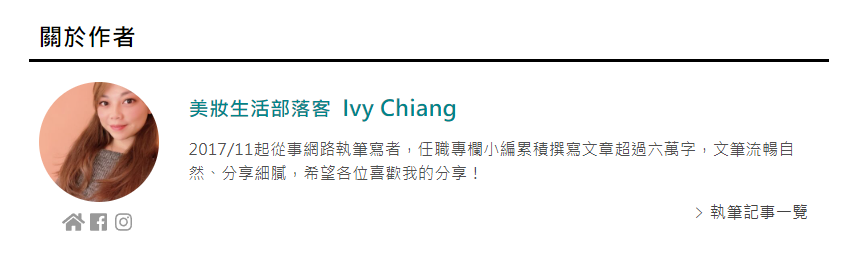 關於作者
美妝生活部落客 Ivy Chiang
2017/11起從事網路執筆寫者，任職專欄小編累積撰寫文章超過六萬字，文筆流暢自
然、分享細膩，希望各位喜歡我的分享！
> 執筆記事一覽